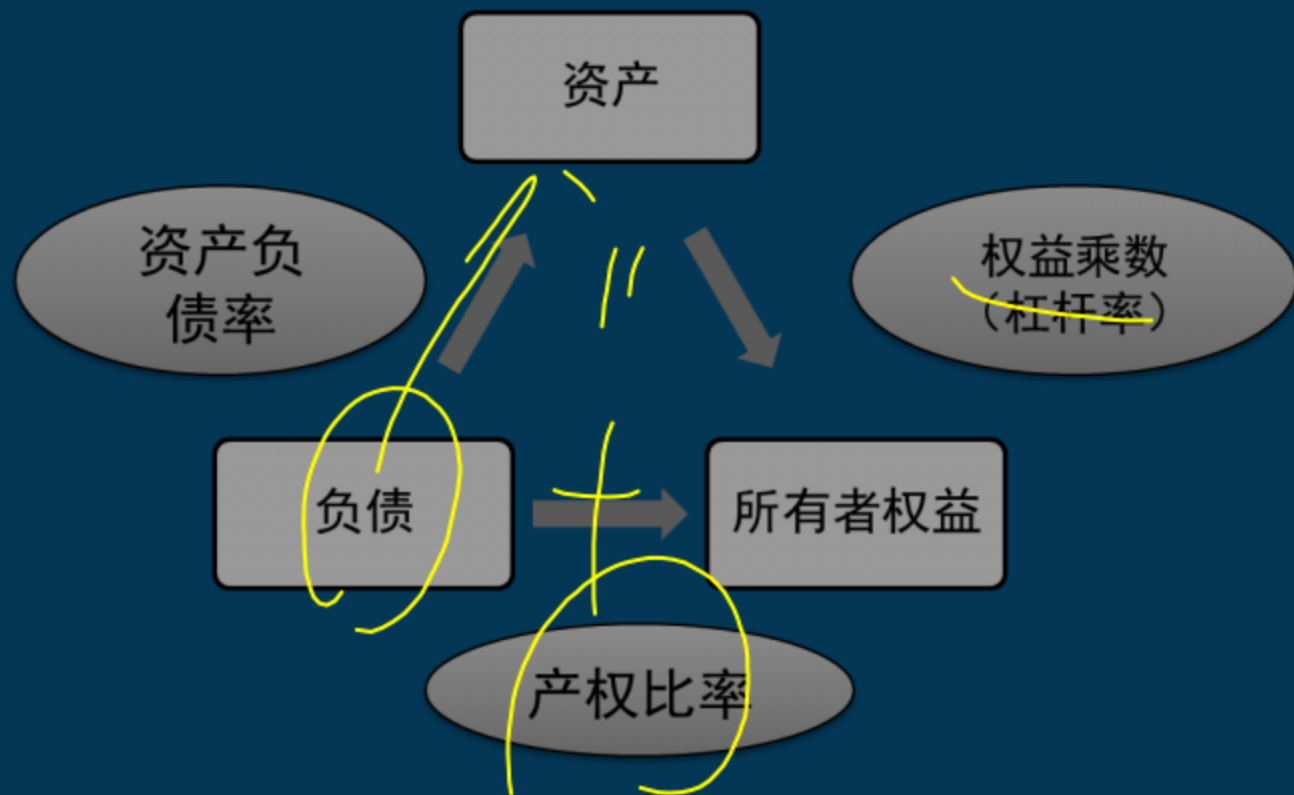 资产
资产负
债率
权益乘数
（杠杆率）
负债
所有者权益
产权比率